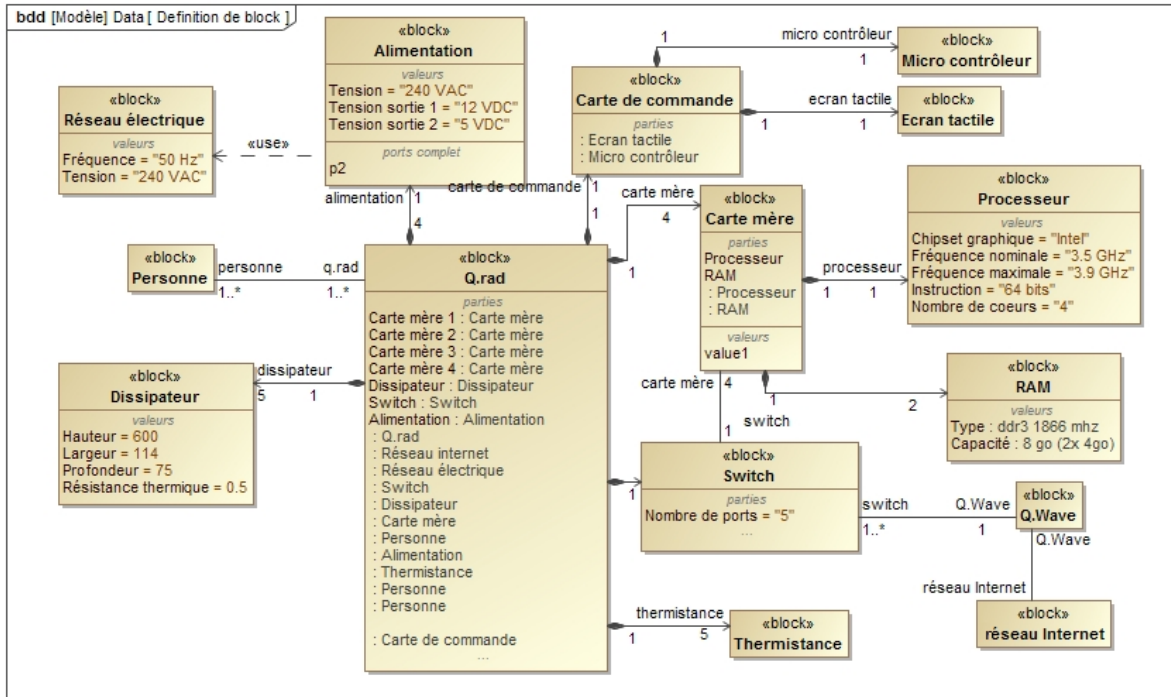 bdd [Modèle] Data [ Definition de block ]
«block»
Alimentation
valeurs
Tension = "240 VAC"
Tension sortie 1 = "12 VDC"
Tension sortie 2 = "5 VDC"
ports complet
p2
«block»
Réseau électrique
valeurs
Fréquence = "50 Hz"
Tension = "240 VAC"
«use»
«block»
Carte de commande
parties
: Ecran tactile
: Micro contrôleur
1
micro contrôleur
1
«block»
Micro contrôleur
1
ecran tactile
1
«block»
Ecran tactile
alimentation
1
4
carte de commande
1
1
carte mère
1
4
«block»
Carte mère
parties
Processeur
RAM
: Processeur
: RAM
valeurs
value1
processeur
1
1
«block»
Processeur
valeurs
Chipset graphique = "Intel"
Fréquence nominale = "3.5 GHz"
Fréquence maximale = "3.9 GHz"
Instruction = "64 bits"
Nombre de coeurs = "4"
«block»
Personne
personne
1..*
q.rad
1..*
«block»
Q.rad
parties
Carte mère 1 : Carte mère
Carte mère 2 : Carte mère
Carte mère 3 : Carte mère
Carte mère 4 : Carte mère
Dissipateur : Dissipateur
Switch : Switch
Alimentation : Alimentation
: Q.rad
: Réseau internet
: Réseau électrique
: Switch
: Dissipateur
: Carte mère
: Personne
: Alimentation
: Thermistance
: Personne
: Personne
: Carte de commande
...
«block»
Dissipateur
valeurs
Hauteur = 600
Largeur = 114
Profondeur = 75
Résistance thermique = 0.5
dissipateur
5
1
carte mère
4
1
switch
1
2
«block»
RAM
valeurs
Type : ddr3 1866 mhz
Capacité : 8 go (2x 4go)
1
«block»
Switch
parties
Nombre de ports = "5"
...
switch
1..*
Q.Wave
1
«block»
Q.Wave
Q.Wave
réseau Internet
«block»
réseau Internet
thermistance
1
5
«block»
Thermistance